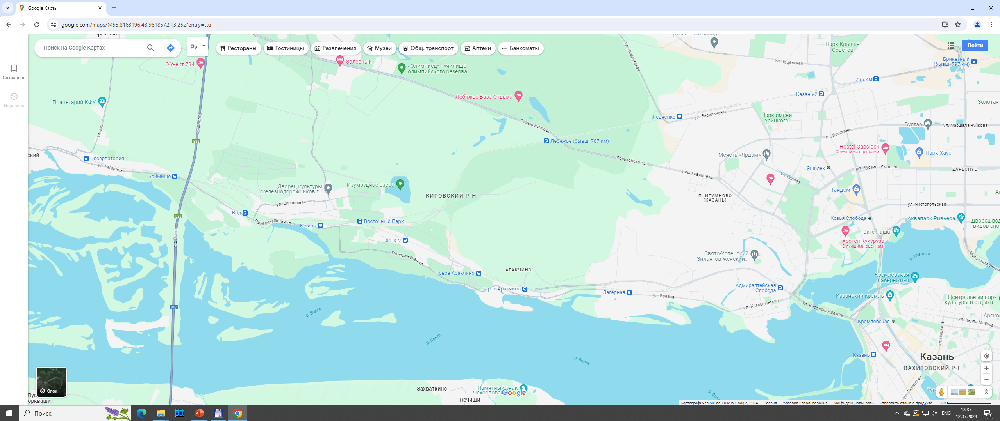 Google Карты
google.com/maps/@55.8163196,48.9618672,13.25z?entry=ttu
Ореховка
Вертолетный завод
Поиск на Google Картах
Рестораны
Гостиницы
Развлечения
Музеи
Общ. транспорт
Аптеки
Банкоматы
Войти
Сохранено
Недавние
Парк Крылья
Советов
ул. Химическая
ул. Тэцевская
Брикетный
(бывш. 797 км)
Объект 784
Залесный
«Олимпиец» - училище
олимпийского резерва
795 Км
Казань-2
Лебяжье База Отдыха
Планетарий КФУ
Золотая
Левченко
ул. Васильченко
Парк имени
Урицкого
а/д Волга
ул. Аоэ
Горьковское ш.
Булгар
ул. Маршала Чуйкова
ул. Восстания
E22
Лебяжье (бывш. 787 км)
Hostel Capslock
С лучшими оценками
Парк Хаус
Мечеть «Ярдэм»
ский
Обсерватория
Горьковское ш.
ул. Гагарина
Яшьлек
пр-т. Хусаина Ямашева
ZARECHYE
Займище
Горьковское ш.
ул. Серова
Дворец культуры
железнодорожников г...
Изумрудное озеро
КИРОВСКИЙ Р-Н
П. ИГУМНОВО
(КАЗАНЬ)
Тандем
ул. Бирюзовая
ул. Чистопольская
Врд
E22
Привокзальная ул.
Юдино
Восточный Парк
Козья Слобода
Аквапарк Ривьера
Дворец вод
видов спор
а/д Волга
ЖБК-2
Загс Чаша
Хостел Кукуруза
С лучшими оценками
Приволжская ул.
Свято-Успенский
Зилантов женский...
р. Казанка
Мост Миллениум
АРАКЧИНО
Новое Аракчино
Кремлёвская
набережная
Старое Аракчино
Лагерная
Адмиралтейская
Слобода
ул. Боевая
Казанский кремль
Центральный парк
культуры и отдыха...
М7
р. Волга
ул. Клары Цеткин
ул. Кировская дамба
Арское
Кремлёвская
ул. Карла Маркса
ул. Пушкина
р. Волга
р. Волга
Казань
Казань
ВАХИТОВСКИЙ Р-Н
ул. Татарстан
Слои
Захваткино
Памятный знак
Чехословац
Google
Печищи
Пус
оркваши
р. Волга
Туга
Картографические данные © Google, 2024
Россия
Условия использования
Конфиденциальность
Отправить отзыв о продукте
1 км
Поиск
ENG
13:37
12.07.2024
3